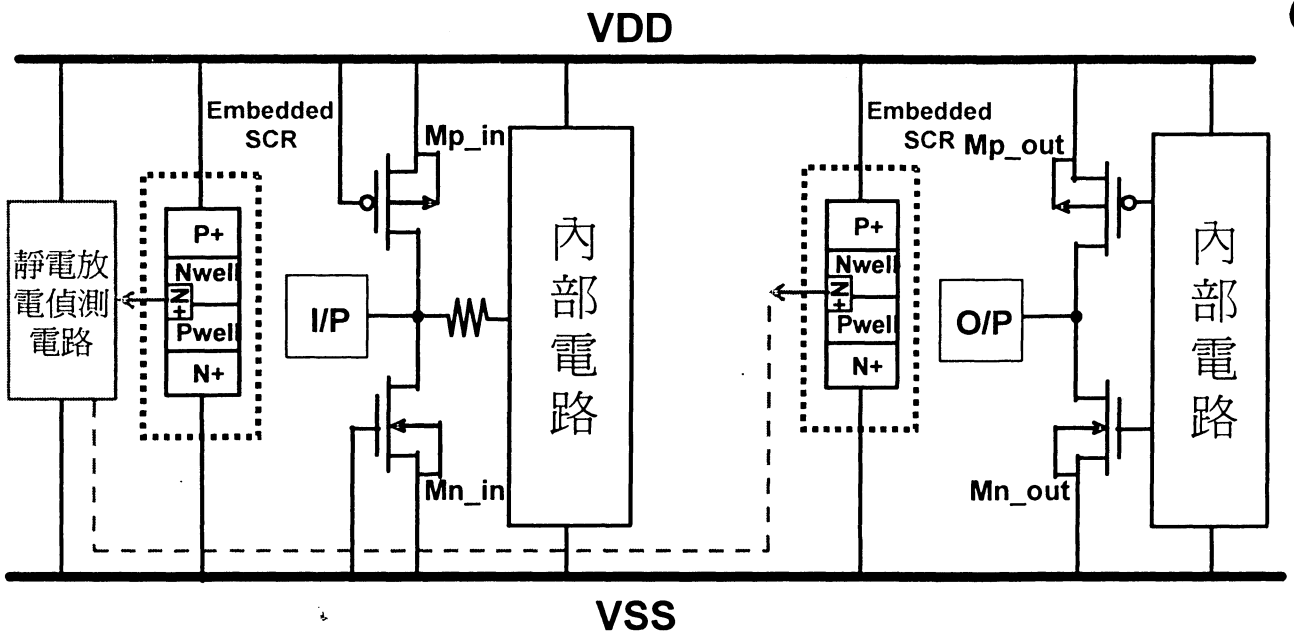 VDD
Embedded
SCR
Mp_in
Embedded
SCR
Mp_out
靜電放
電偵測
電路
P+
Nwell
N+
Pwell
N+
I/P
內部電路
Mn_in
P+
Nwell
N+
Pwell
N+
O/P
內部電路
Mn_out
VSS